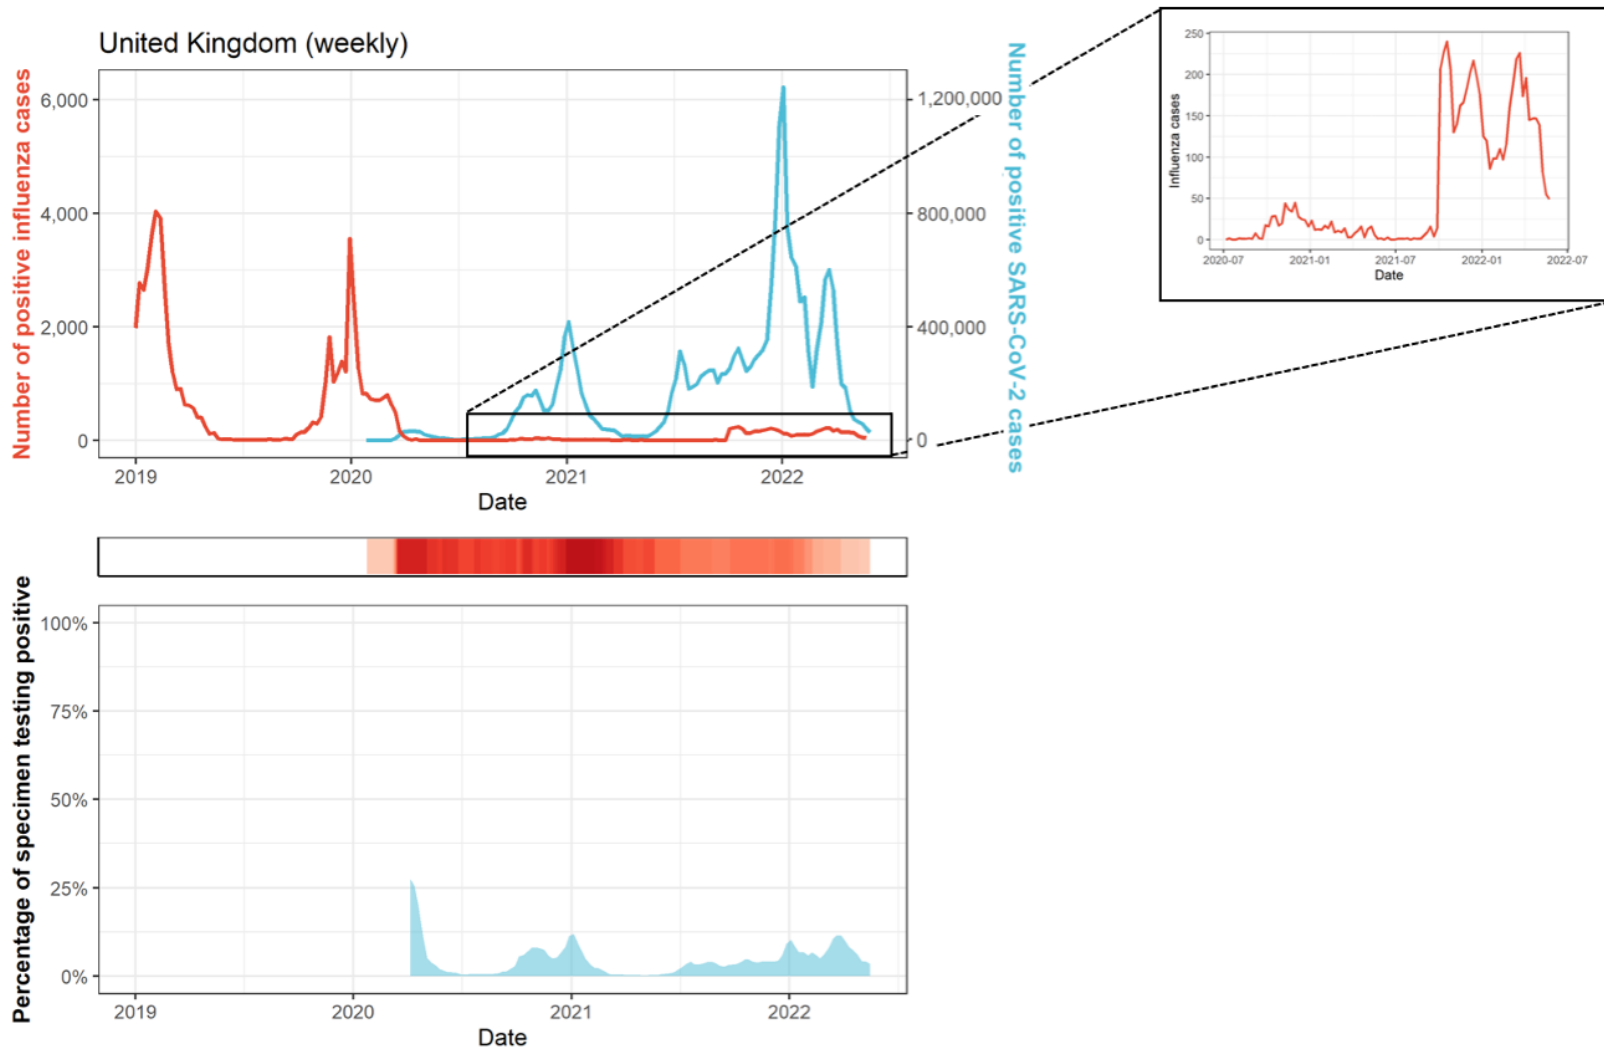 United Kingdom (weekly)
Number of positive influenza cases
6,000
4,000
2,000
0
1,200,000
800,000
400,000
0
Number of positive SARS-CoV-2 cases
2019 2020 2021 2022
Date
Influenza cases
250
200
150
100
50
0
2020-07 2021-01 2021-07 2022-01 2022-07
Date
Percentage of specimen testing positive
100%
75%
50%
25%
0%
2019 2020 2021 2022
Date